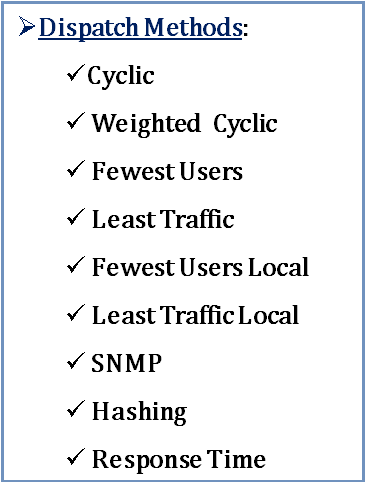 ➢Dispatch Methods:
✓Cyclic
✓ Weighted Cyclic
✓ Fewest Users
✓ Least Traffic
✓ Fewest Users Local
✓ Least Traffic Local
✓ SNMP
✓ Hashing
✓ Response Time